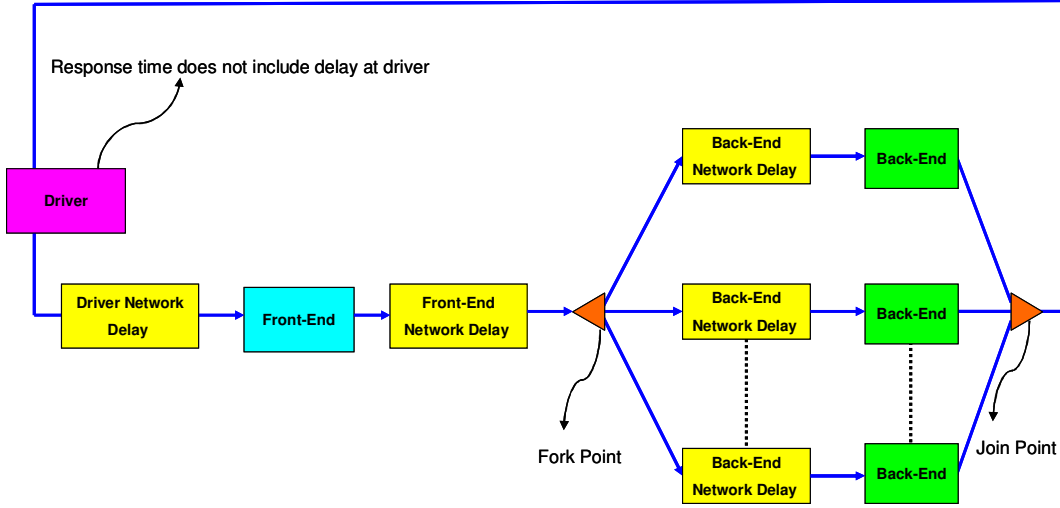 Response time does not include delay at driver
Driver
Driver Network
Delay
Front-End
Front-End
Network Delay
Back-End
Network Delay
Back-End
Back-End
Network Delay
Back-End
Back-End
Network Delay
Back-End
Fork Point
Join Point